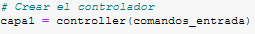 # Crear el controlador
capa1 = controller(comandos_entrada)